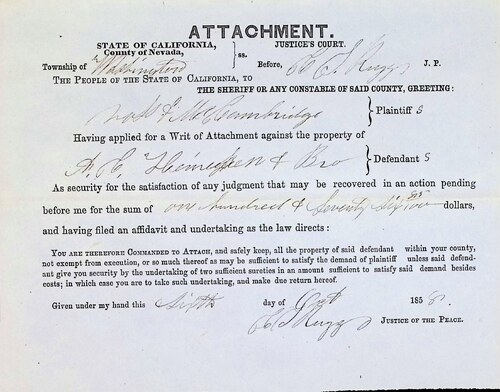 ATTACHMENT.
STATE OF CALIFORNIA,
County of Nevada,
ss.
JUSTICE'S COURT.
Township of Washington
Before, J. P.
THE PEOPLE OF THE STATE OF CALIFORNIA, TO
THE SHERIFF OR ANY CONSTABLE OF SAID COUNTY, GREETING:
& McCambridge Plaintiff s
Having applied for a Writ of Attachment against the property of
A. C. & Bro Defendant s
As security for the satisfaction of any judgment that may be recovered in an action pending
before me for the sum of one hundred & Seventy Six dollars,
and having filed an affidavit and undertaking as the law directs:
YOU ARE THEREFORE COMMANDED TO ATTACH, and safely keep, all the property of said defendant within your county,
not exempt from execution, or so much thereof as may be sufficient to satisfy the demand of plaintiff unless said defend-
ant give you security by the undertaking of two sufficient sureties in an amount sufficient to satisfy said demand besides
costs; in which case you are to take such undertaking, and make due return hereof.
Given under my hand this Sixth day of Oct 185
JUSTICE OF THE PEACE.